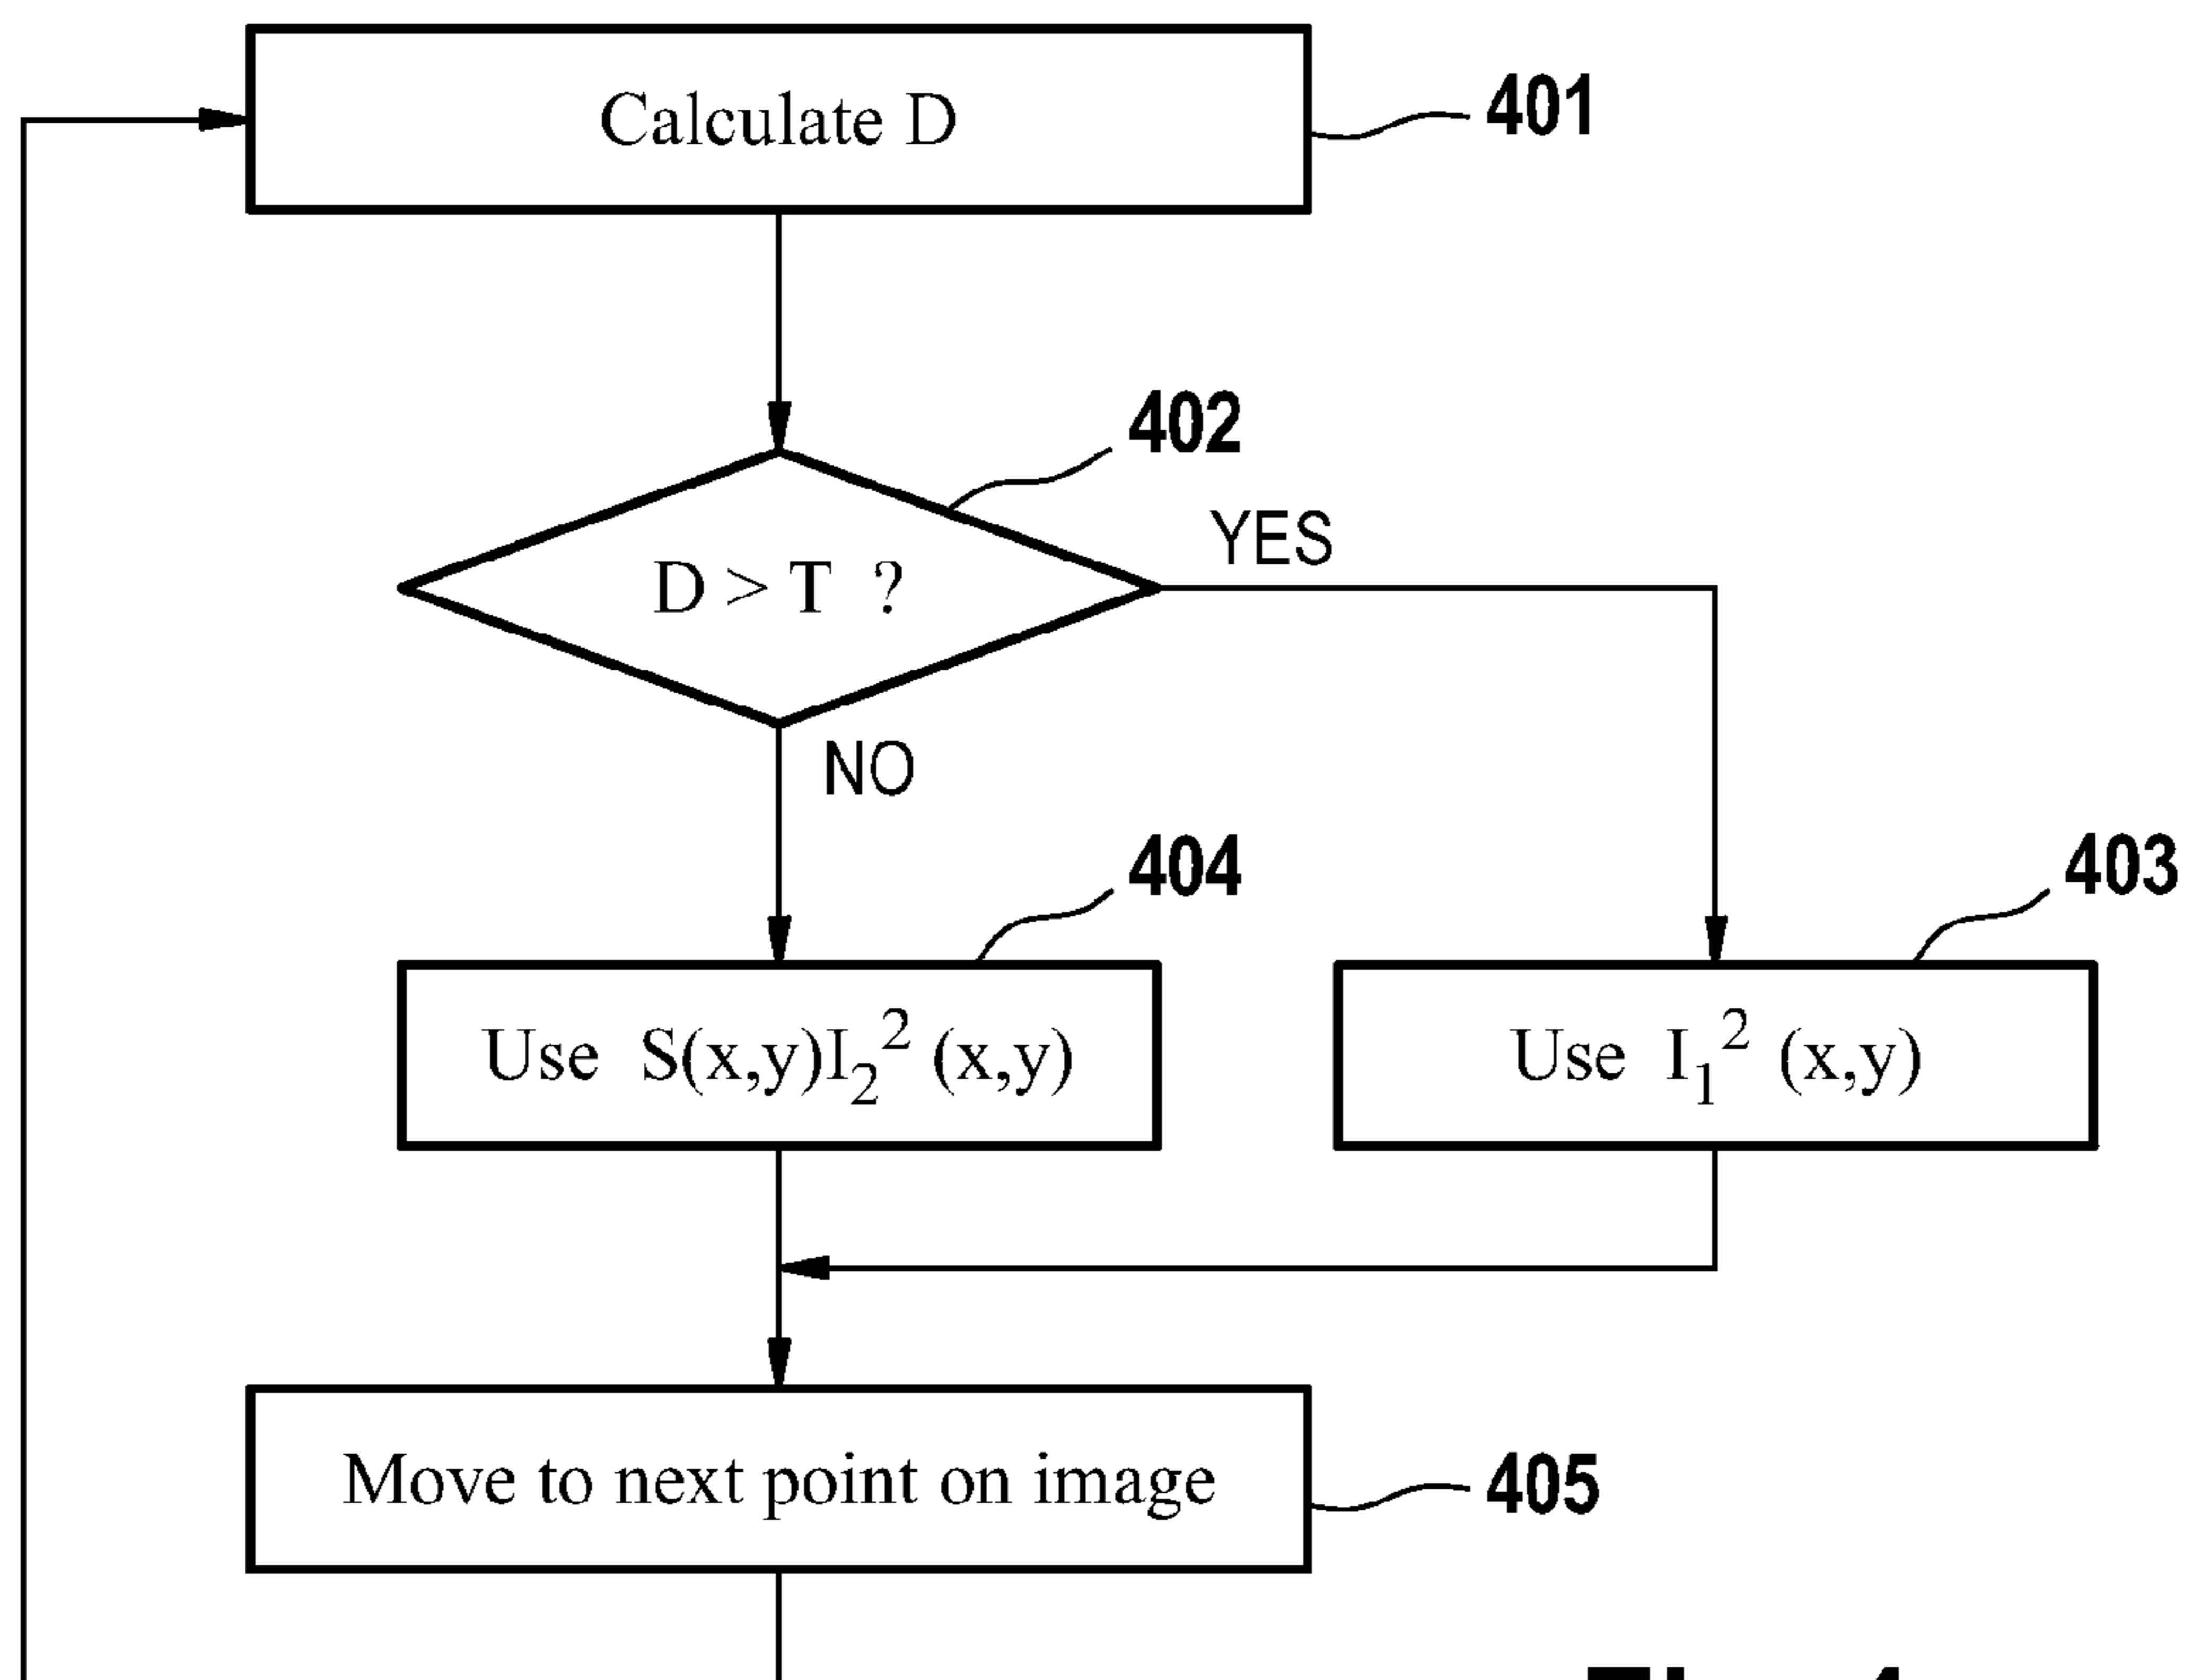 Calculate D
401
402
D > T ?
YES
NO
404
403
Use S(x,y)I₂² (x,y)
Use I₁² (x,y)
Move to next point on image
405